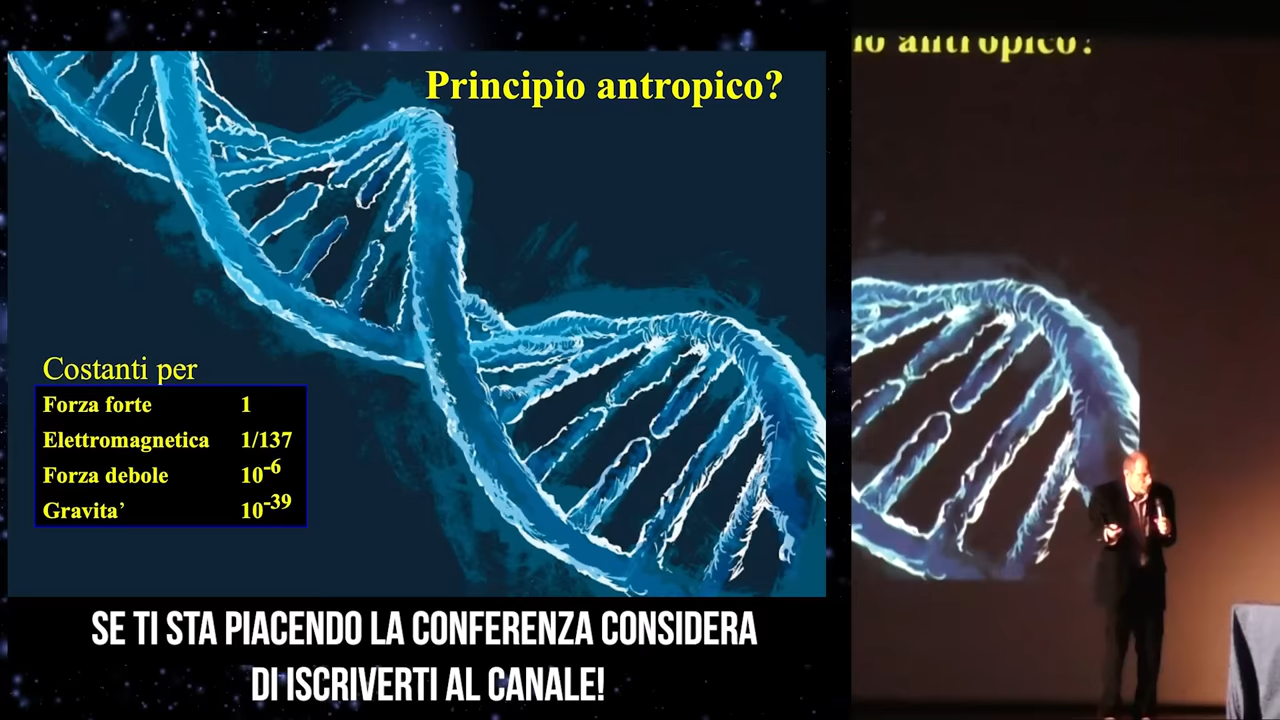 Principio antropico?
Costanti per
Forza forte 1
Elettromagnetica 1/137
Forza debole 10⁻⁶
Gravita’ 10⁻³⁹
SE TI STA PIACENDO LA CONFERENZA CONSIDERA
DI ISCRIVERTI AL CANALE!
antropico?